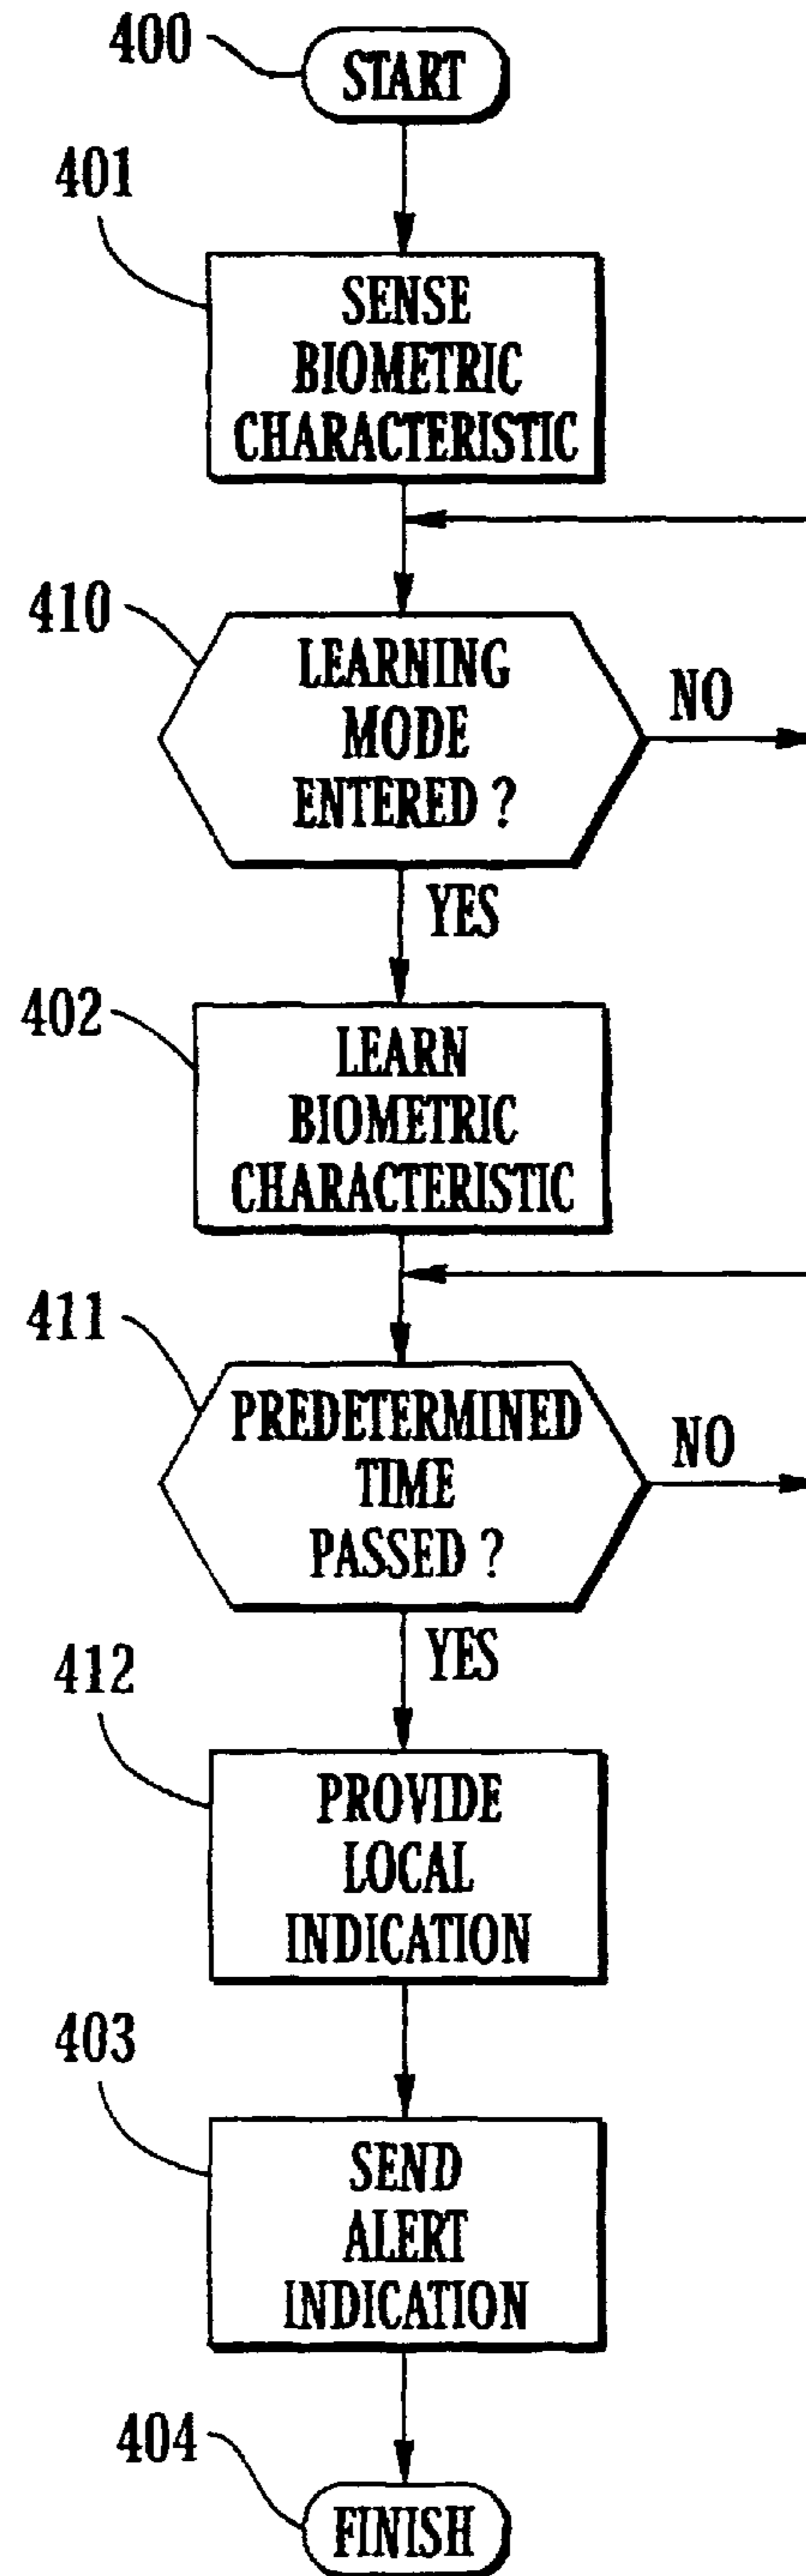 400
START
401
SENSE
BIOMETRIC
CHARACTERISTIC
410
LEARNING
MODE
ENTERED ?
NO
YES
402
LEARN
BIOMETRIC
CHARACTERISTIC
411
PREDETERMINED
TIME
PASSED ?
NO
YES
412
PROVIDE
LOCAL
INDICATION
403
SEND
ALERT
INDICATION
404
FINISH